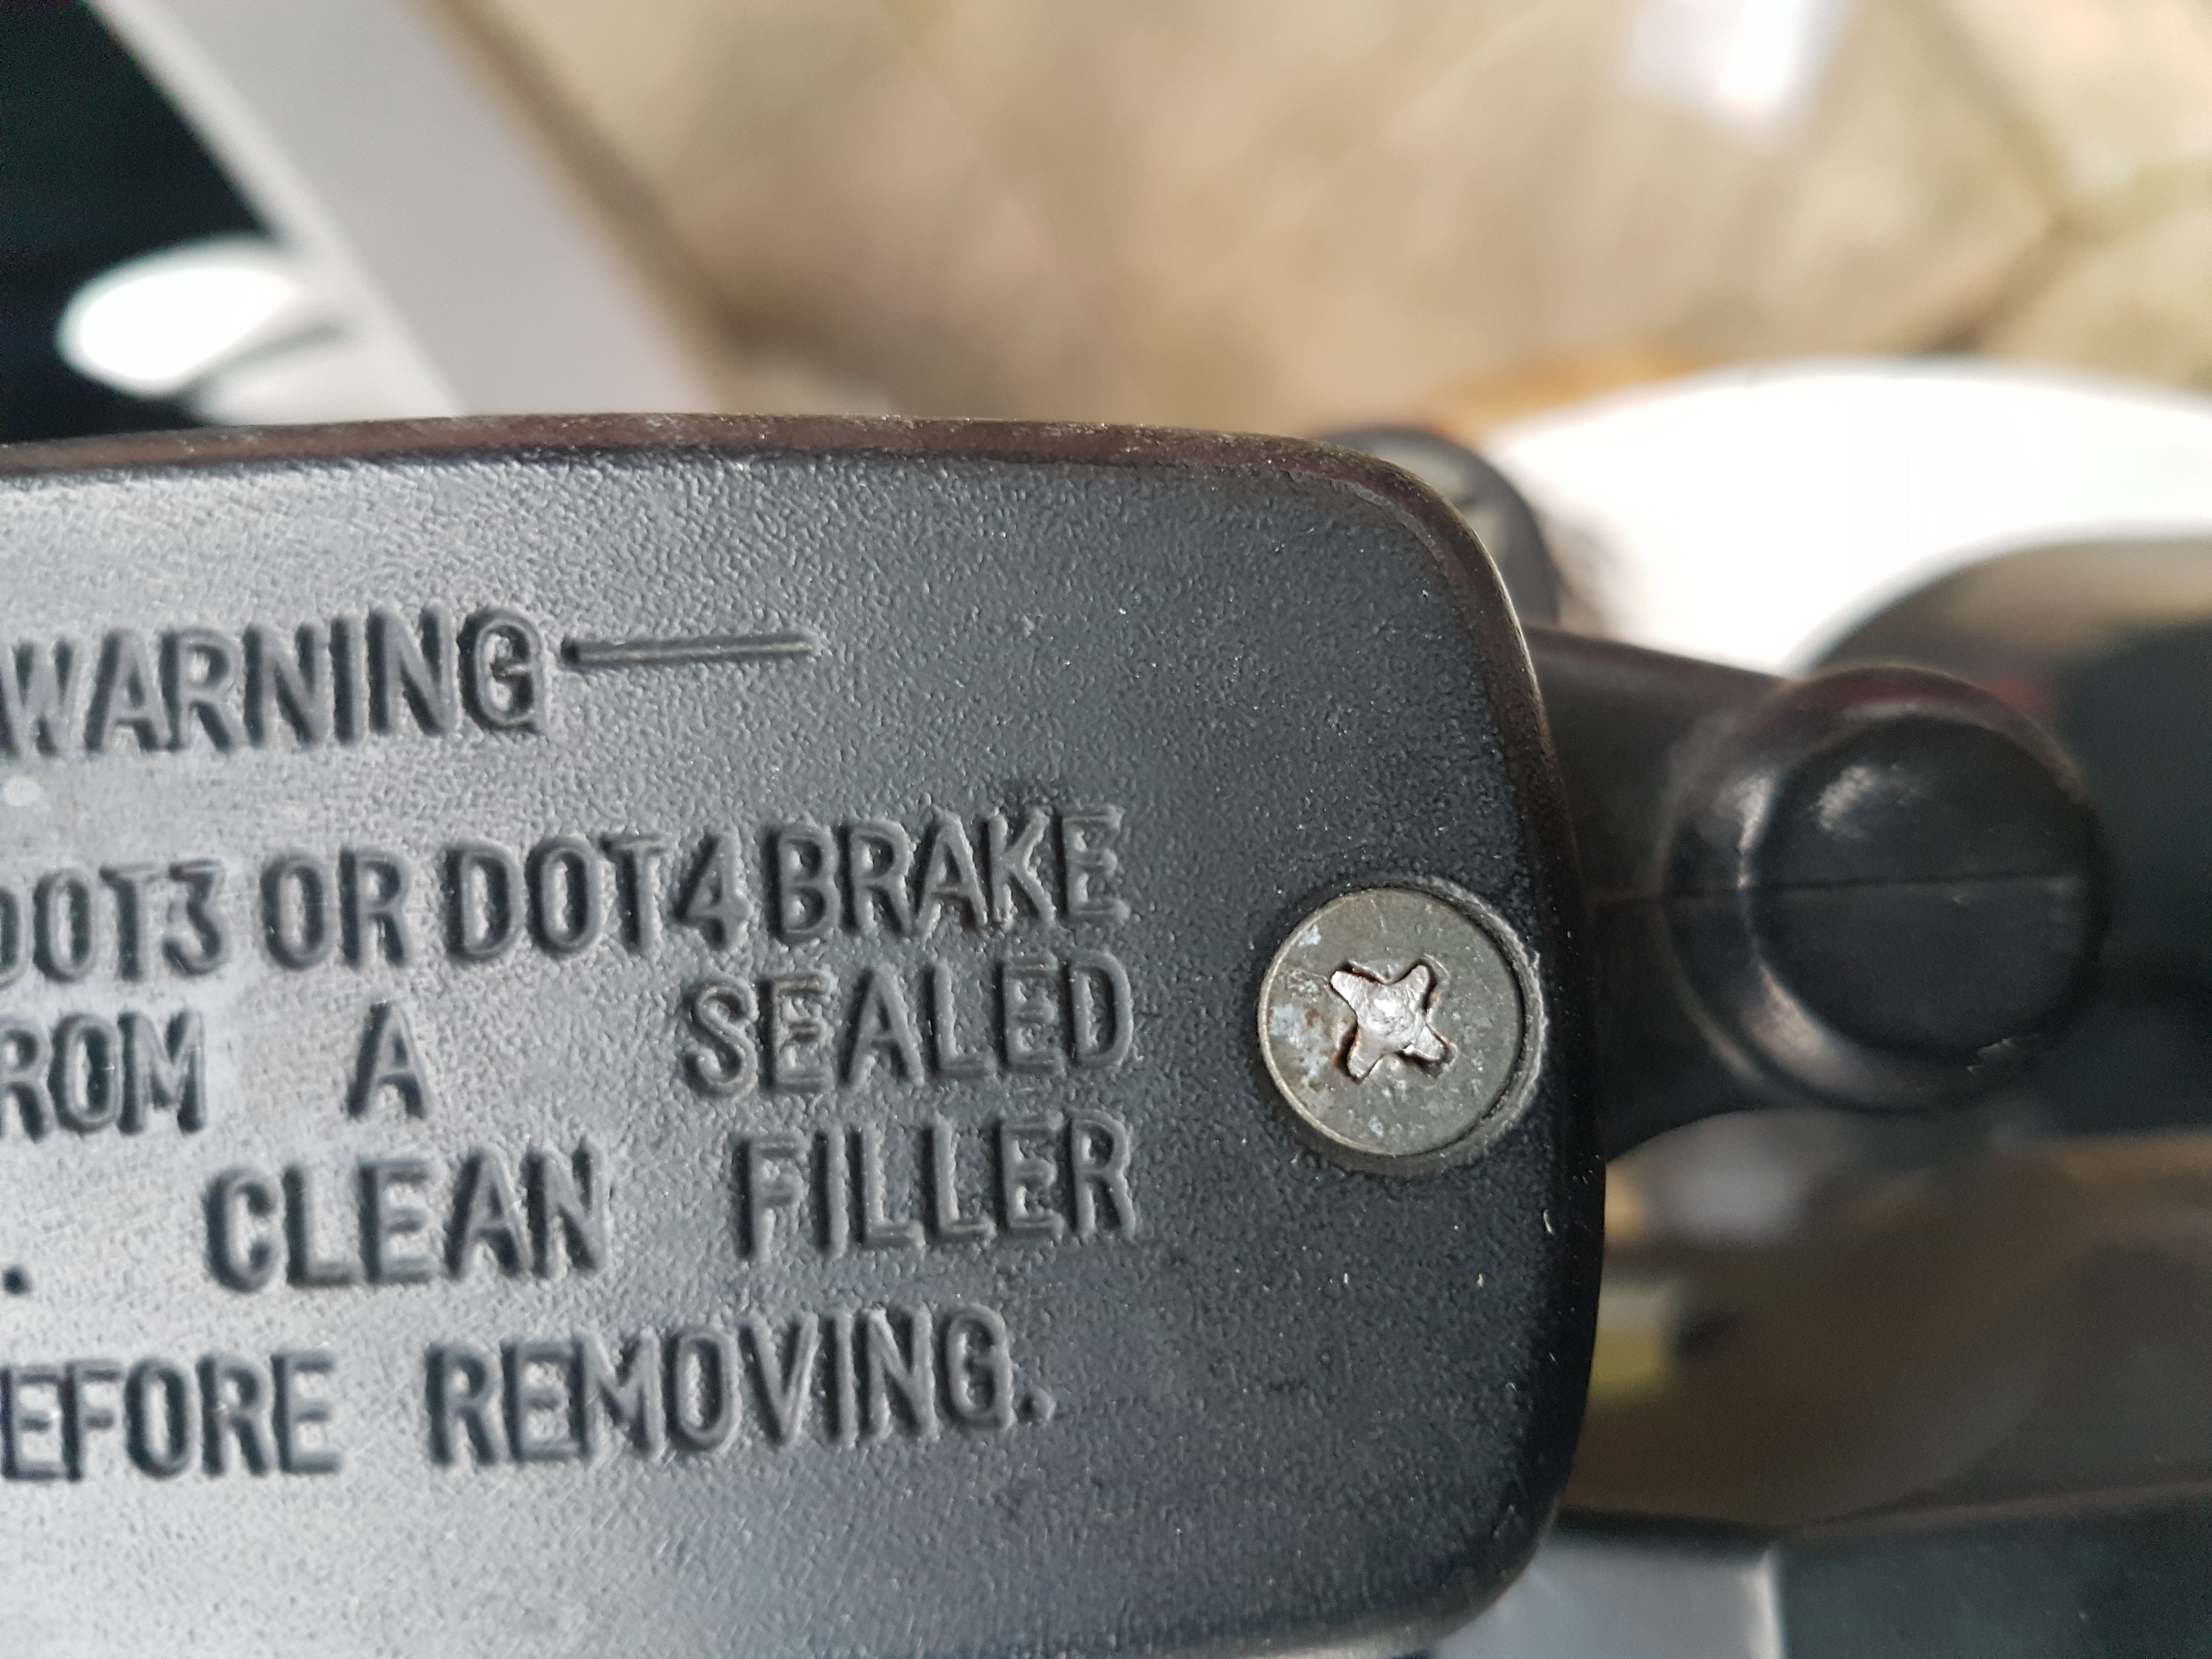 WARNING
DOT3 OR DOT4 BRAKE
ROM A SEALED
. CLEAN FILLER
EFORE REMOVING.